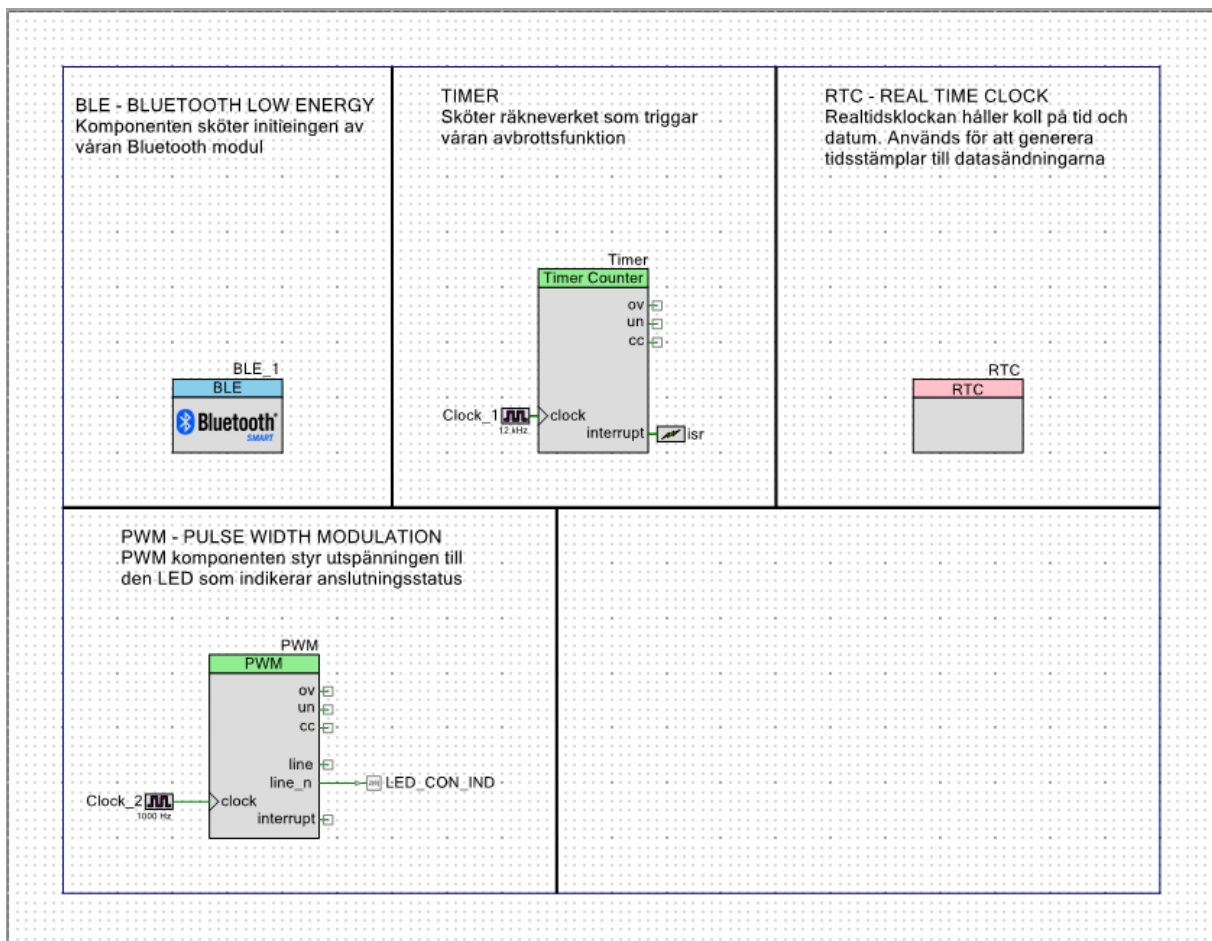 BLE - BLUETOOTH LOW ENERGY
Komponenten sköter initieingen av
våran Bluetooth modul
BLE_1
BLE
Bluetooth®
SMART
TIMER
Sköter räkneverket som triggar
våran avbrottsfunktion
Timer
Timer Counter
ov
un
cc
Clock_1
12 kHz
clock
interrupt
isr
RTC - REAL TIME CLOCK
Realtidsklockan håller koll på tid och
datum. Används för att generera
tidsstämplar till datasändningarna
RTC
RTC
PWM - PULSE WIDTH MODULATION
PWM komponenten styr utspänningen till
den LED som indikerar anslutningsstatus
PWM
PWM
ov
un
cc
line
line_n
LED_CON_IND
Clock_2
1000 Hz
clock
interrupt